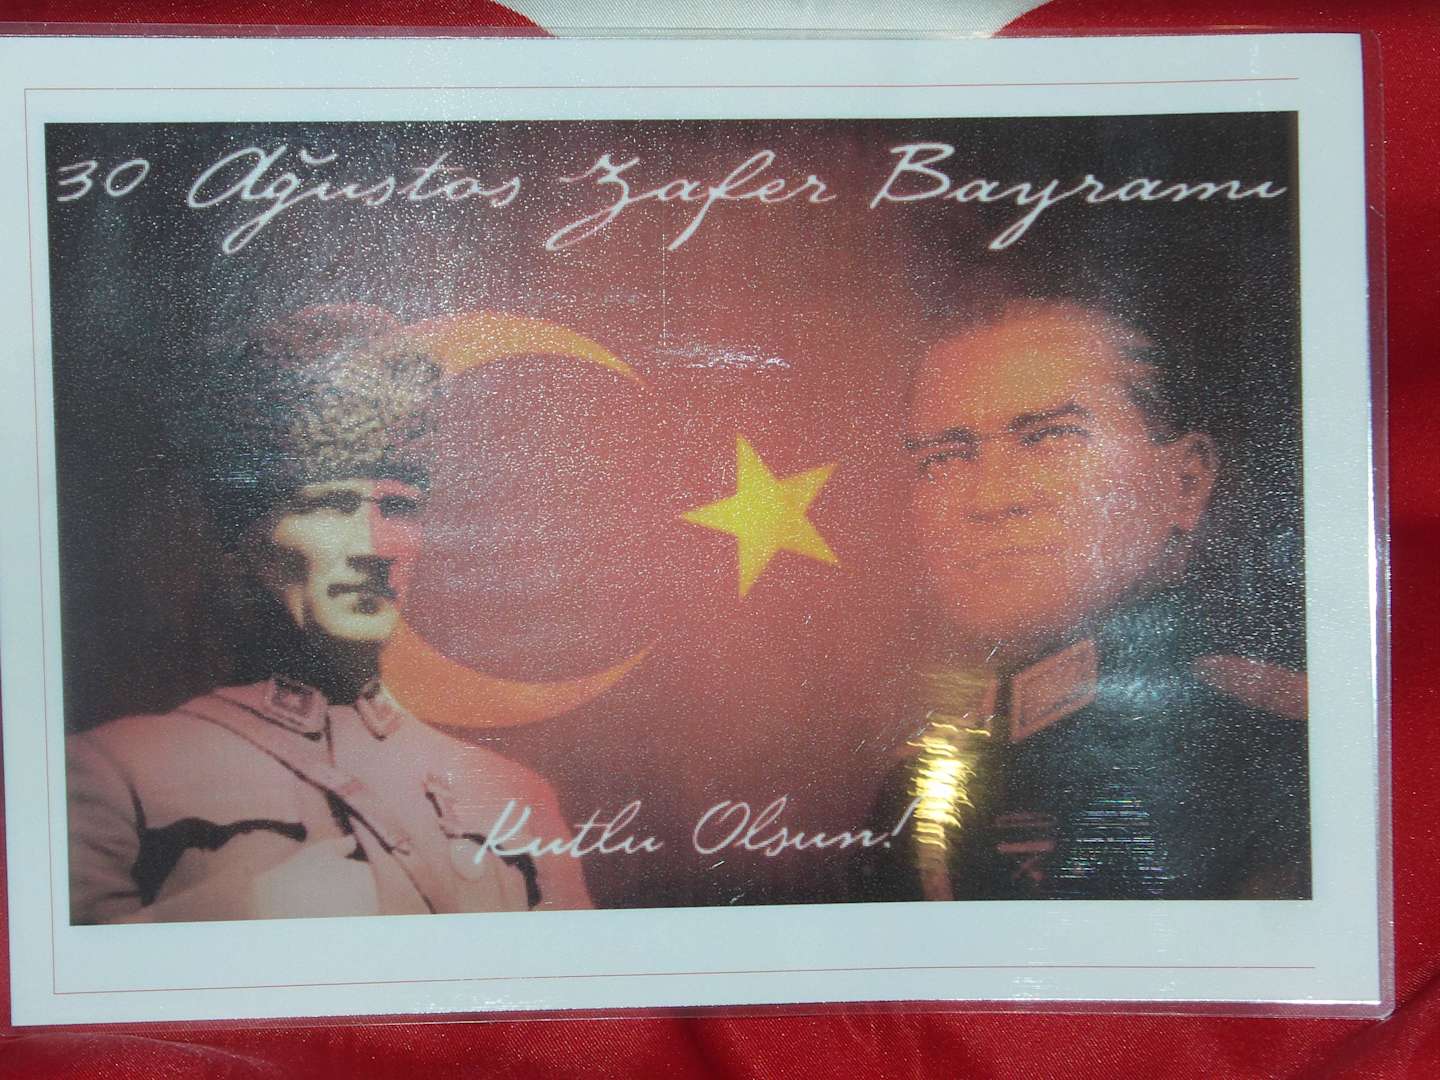 30 Ağustos Zafer Bayramı
Kutlu Olsun!